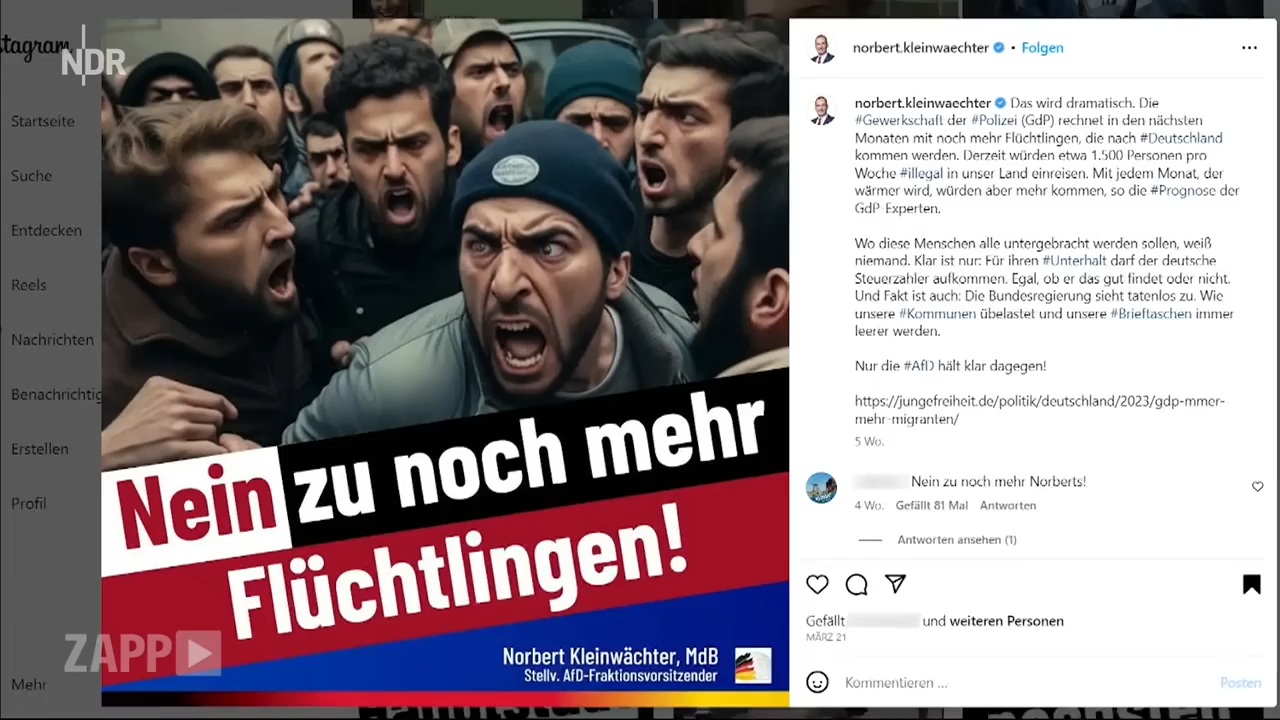 stagram
NDR
Startseite
Suche
Entdecken
Reels
Nachrichten
Benachrichtig
Erstellen
Profil
Mehr
Nein zu noch mehr
Flüchtlingen!
Norbert Kleinwächter, MdB
Stellv. AfD-Fraktionsvorsitzender
ZAPP
norbert.kleinwaechter • Folgen
norbert.kleinwaechter Das wird dramatisch. Die
#Gewerkschaft der #Polizei (GdP) rechnet in den nächsten
Monaten mit noch mehr Flüchtlingen, die nach #Deutschland
kommen werden. Derzeit würden etwa 1.500 Personen pro
Woche #illegal in unser Land einreisen. Mit jedem Monat, der
wärmer wird, würden aber mehr kommen, so die #Prognose der
GdP-Experten.
Wo diese Menschen alle untergebracht werden sollen, weiß
niemand. Klar ist nur: Für ihren #Unterhalt darf der deutsche
Steuerzahler aufkommen. Egal, ob er das gut findet oder nicht.
Und Fakt ist auch: Die Bundesregierung sieht tatenlos zu. Wie
unsere #Kommunen übelastet und unsere #Brieftaschen immer
leerer werden.
Nur die #AfD hält klar dagegen!
https://jungefreiheit.de/politik/deutschland/2023/gdp-mmer-
mehr-migranten/
5 Wo.
Nein zu noch mehr Norberts!
4 Wo. Gefällt 81 Mal Antworten
Antworten ansehen (1)
Gefällt und weiteren Personen
MÄRZ 21
Kommentieren ...
Posten